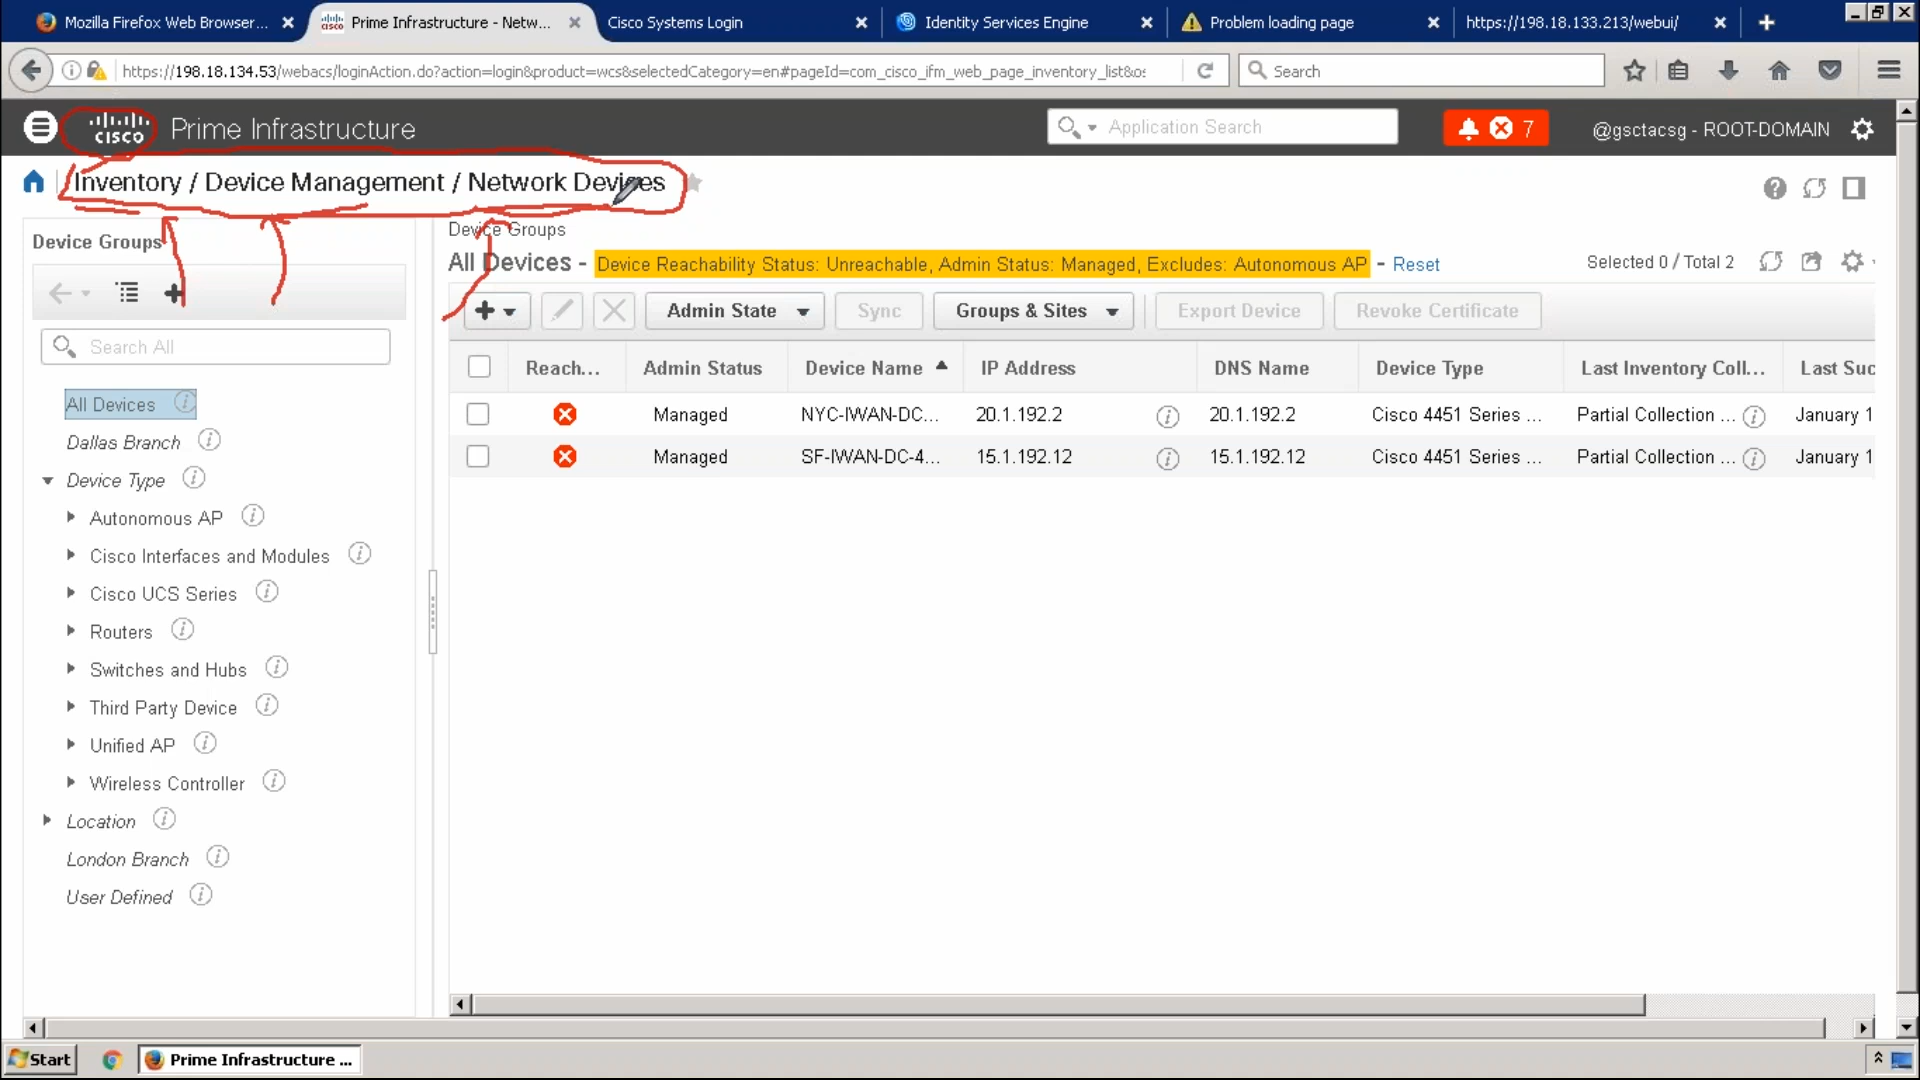 Mozilla Firefox Web Browser...
Prime Infrastructure - Netw...
Cisco Systems Login
Identity Services Engine
Problem loading page
https://198.18.133.213/webui/
https://198.18.134.53/webacs/loginAction.do?action=login&product=wcs&selectedCategory=en#pageId=com_cisco_ifm_web_page_inventory_list&os
Search
cisco Prime Infrastructure
Application Search
7
@gsctacsg - ROOT-DOMAIN
Inventory / Device Management / Network Devices
Device Groups
Search All
All Devices
Dallas Branch
Device Type
Autonomous AP
Cisco Interfaces and Modules
Cisco UCS Series
Routers
Switches and Hubs
Third Party Device
Unified AP
Wireless Controller
Location
London Branch
User Defined
Device Groups
All Devices - Device Reachability Status: Unreachable, Admin Status: Managed, Excludes: Autonomous AP - Reset
Selected 0 / Total 2
Admin State Sync Groups & Sites Export Device Revoke Certificate
Reach... Admin Status Device Name IP Address DNS Name Device Type Last Inventory Coll... Last Suc
Managed NYC-IWAN-DC... 20.1.192.2 20.1.192.2 Cisco 4451 Series ... Partial Collection ... January 1
Managed SF-IWAN-DC-4... 15.1.192.12 15.1.192.12 Cisco 4451 Series ... Partial Collection ... January 1
Start
Prime Infrastructure ...